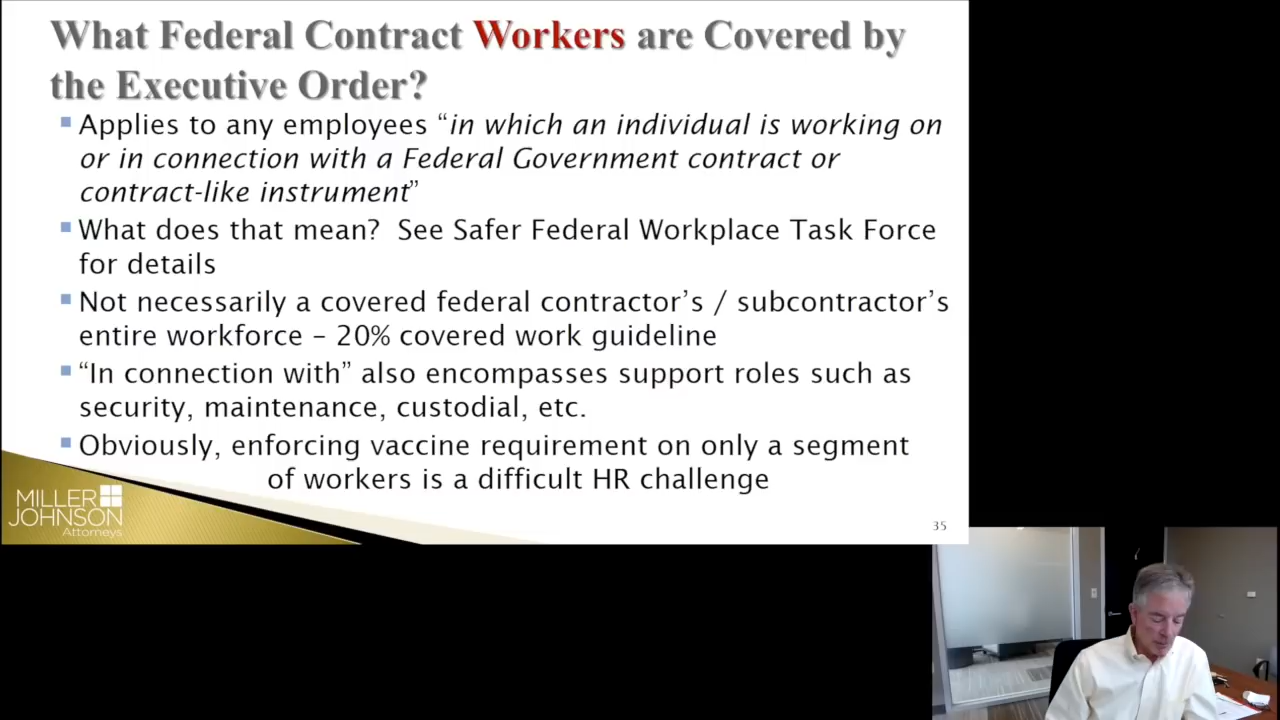 What Federal Contract Workers are Covered by
the Executive Order?
Applies to any employees “in which an individual is working on
or in connection with a Federal Government contract or
contract-like instrument”
What does that mean?  See Safer Federal Workplace Task Force
for details
Not necessarily a covered federal contractor’s / subcontractor’s
entire workforce – 20% covered work guideline
“In connection with” also encompasses support roles such as
security, maintenance, custodial, etc.
Obviously, enforcing vaccine requirement on only a segment
of workers is a difficult HR challenge
MILLER
JOHNSON
Attorneys
35